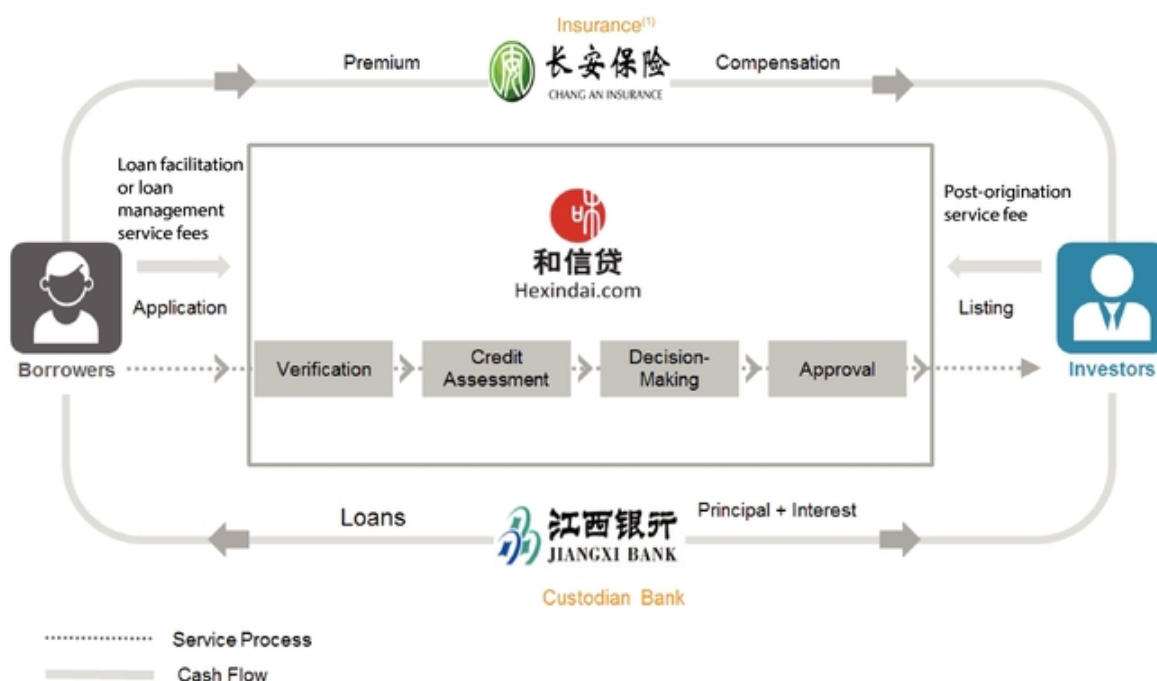 Insurance(1)
Premium
长安保险
CHANG AN INSURANCE
Compensation
Loan facilitation
or loan
management
service fees
和信贷
Hexindai.com
Post-origination
service fee
Application
Listing
Borrowers
Verification
Credit
Assessment
Decision-
Making
Approval
Investors
Loans
江西银行
JIANGXI BANK
Principal + Interest
Custodian Bank
Service Process
Cash Flow